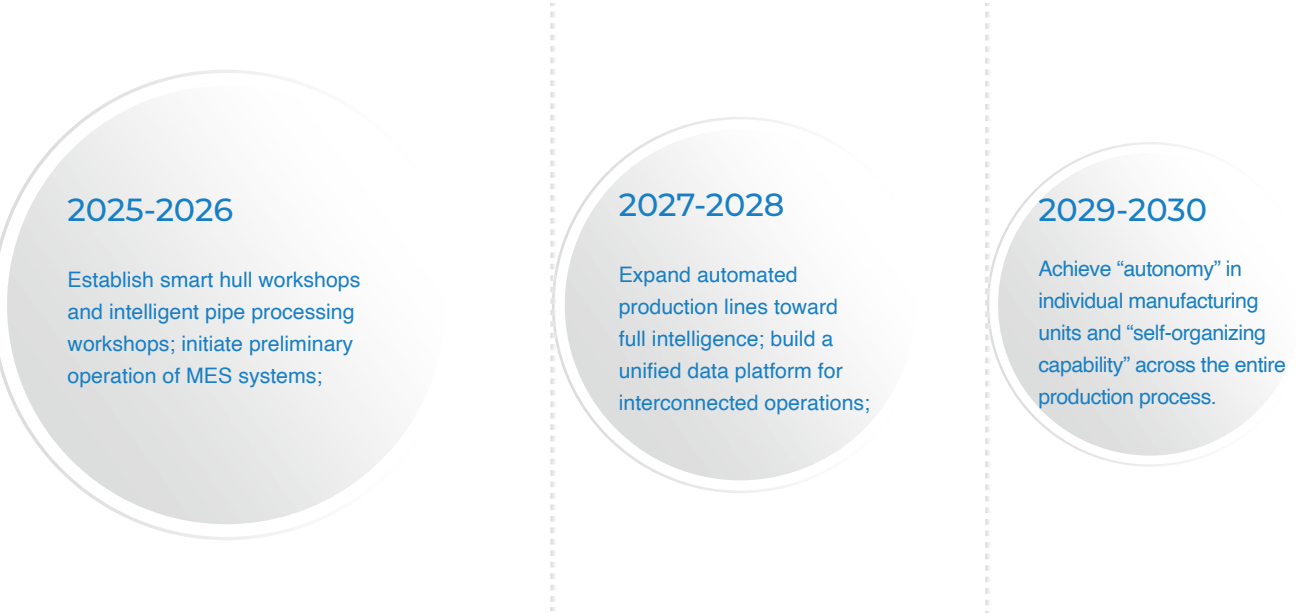 2025-2026
Establish smart hull workshops
and intelligent pipe processing
workshops; initiate preliminary
operation of MES systems;
2027-2028
Expand automated
production lines toward
full intelligence; build a
unified data platform for
interconnected operations;
2029-2030
Achieve “autonomy” in
individual manufacturing
units and “self-organizing
capability” across the entire
production process.